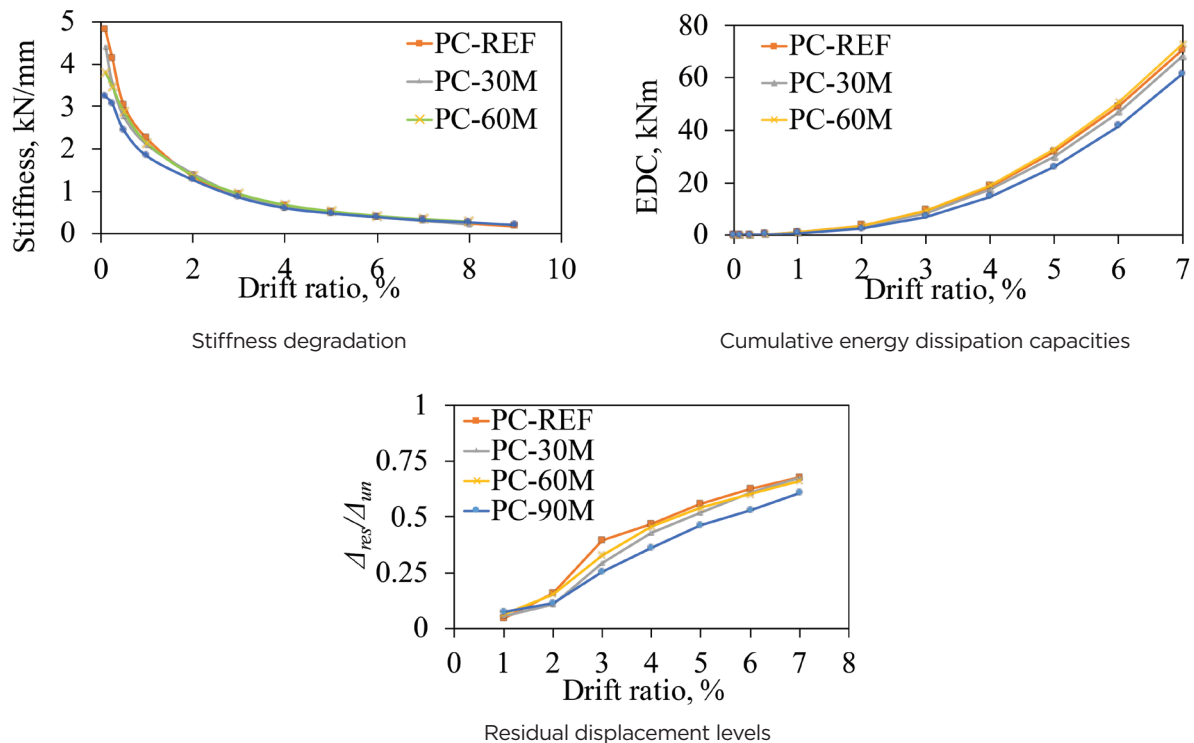 5
4
3
2
1
0
Stiffness, kN/mm
PC-REF
PC-30M
PC-60M
0 2 4 6 8 10
Drift ratio, %
Stiffness degradation
80
60
40
20
0
EDC, kNm
PC-REF
PC-30M
PC-60M
0 1 2 3 4 5 6 7
Drift ratio, %
Cumulative energy dissipation capacities
1
0.75
0.5
0.25
0
Δres/Δun
PC-REF
PC-30M
PC-60M
PC-90M
0 1 2 3 4 5 6 7 8
Drift ratio, %
Residual displacement levels